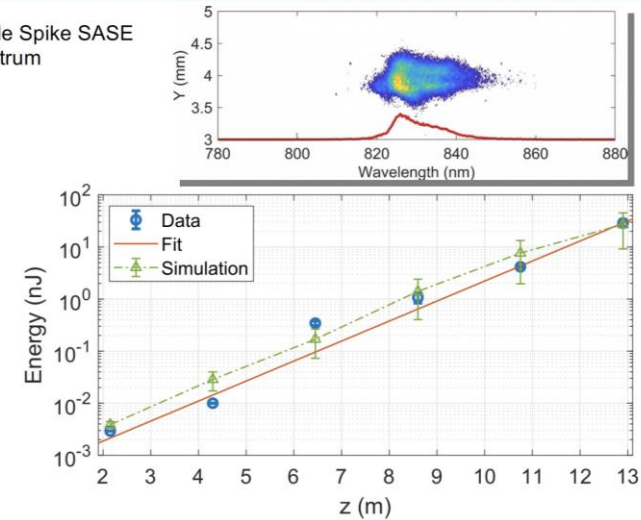 le Spike SASE
trum
5
4.5
4
3.5
3
Y (mm)
780 800 820 840 860 880
Wavelength (nm)
10²
10¹
10⁰
10⁻¹
10⁻²
10⁻³
Energy (nJ)
Data
Fit
Simulation
2 3 4 5 6 7 8 9 10 11 12 13
z (m)